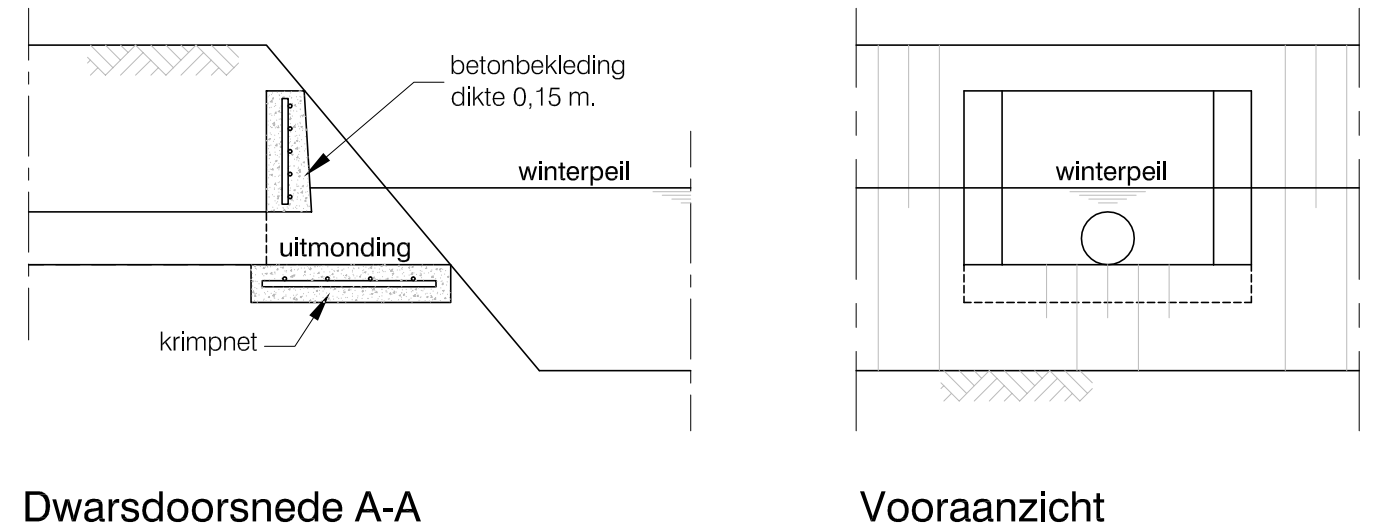 betonbekleding
dikte 0,15 m.
winterpeil
uitmonding
krimpnet
winterpeil
Dwarsdoorsnede A-A
Vooraanzicht